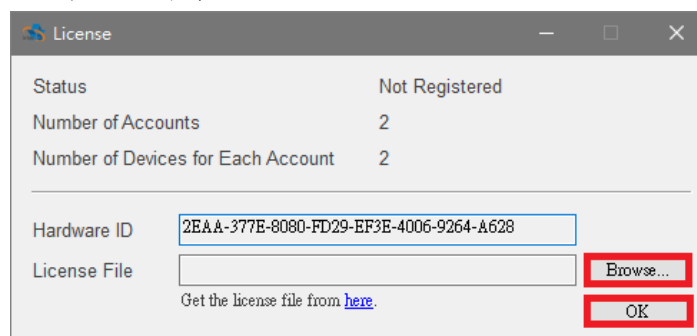 License
Status Not Registered
Number of Accounts 2
Number of Devices for Each Account 2
Hardware ID 2EAA-377E-8080-FD29-EF3E-4006-9264-A628
License File Browse...
Get the license file from here.
OK